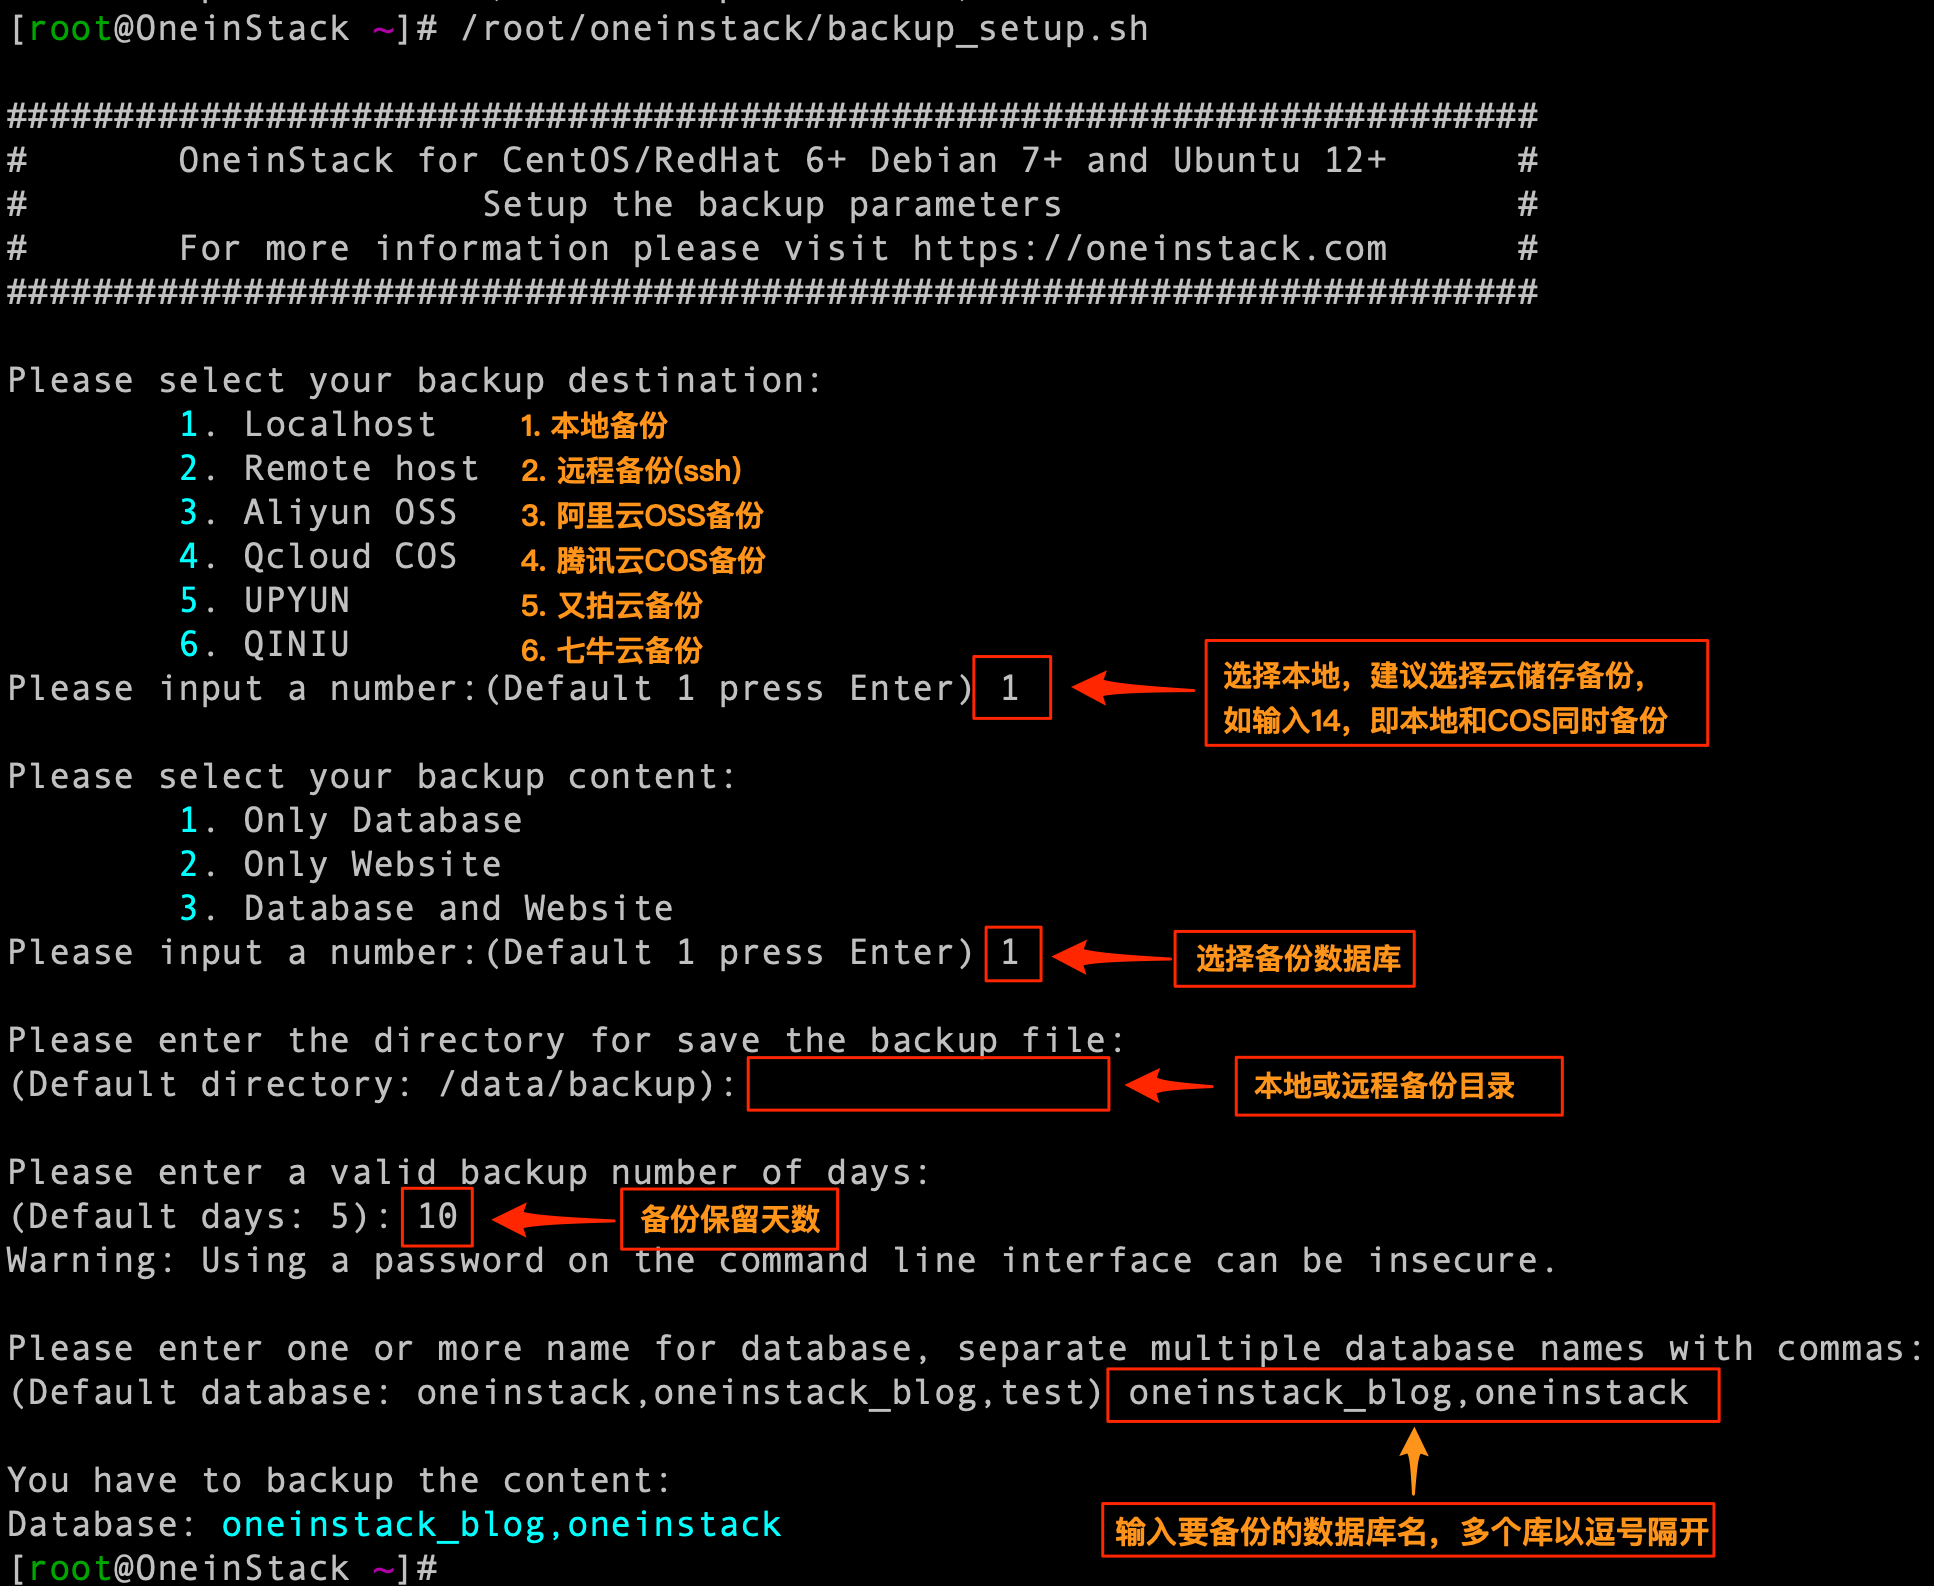 [root@OneinStack ~]# /root/oneinstack/backup_setup.sh
#######################################################################
#       OneinStack for CentOS/RedHat 6+ Debian 7+ and Ubuntu 12+      #
#                     Setup the backup parameters                     #
#       For more information please visit https://oneinstack.com      #
#######################################################################
Please select your backup destination:
1. Localhost 1. 本地备份
2. Remote host 2. 远程备份(ssh)
3. Aliyun OSS 3. 阿里云OSS备份
4. Qcloud COS 4. 腾讯云COS备份
5. UPYUN 5. 又拍云备份
6. QINIU 6. 七牛云备份
Please input a number:(Default 1 press Enter) 1
选择本地，建议选择云储存备份，
如输入14，即本地和COS同时备份
Please select your backup content:
1. Only Database
2. Only Website
3. Database and Website
Please input a number:(Default 1 press Enter) 1 选择备份数据库
Please enter the directory for save the backup file:
(Default directory: /data/backup): 本地或远程备份目录
Please enter a valid backup number of days:
(Default days: 5): 10 备份保留天数
Warning: Using a password on the command line interface can be insecure.
Please enter one or more name for database, separate multiple database names with commas:
(Default database: oneinstack,oneinstack_blog,test) oneinstack_blog,oneinstack
You have to backup the content:
Database: oneinstack_blog,oneinstack
输入要备份的数据库名，多个库以逗号隔开
[root@OneinStack ~]#